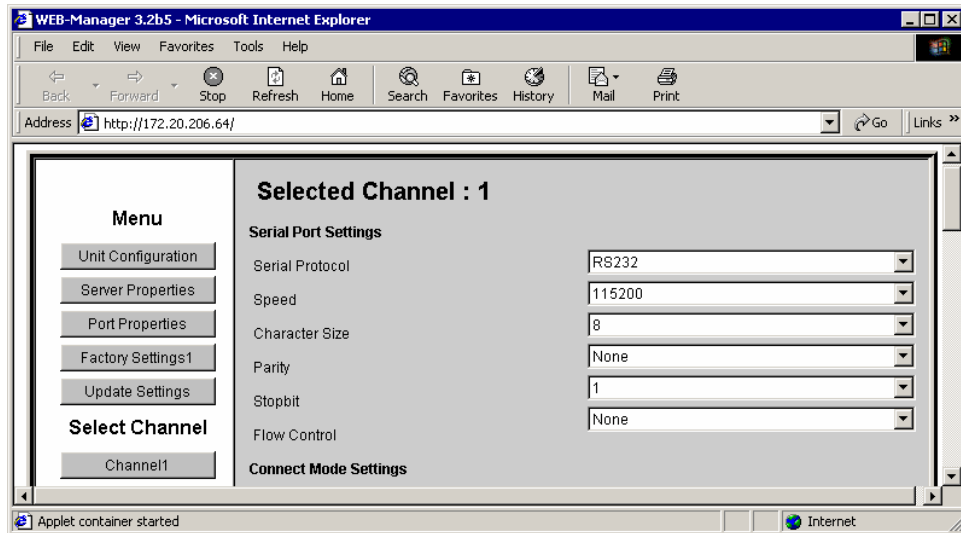 WEB-Manager 3.2b5 - Microsoft Internet Explorer
File Edit View Favorites Tools Help
Back Forward Stop Refresh Home Search Favorites History Mail Print
Address http://172.20.206.64/ Go Links »
Menu
Unit Configuration
Server Properties
Port Properties
Factory Settings1
Update Settings
Select Channel
Channel1
Selected Channel : 1
Serial Port Settings
Serial Protocol RS232
Speed 115200
Character Size 8
Parity None
Stopbit 1
Flow Control None
Connect Mode Settings
Applet container started Internet